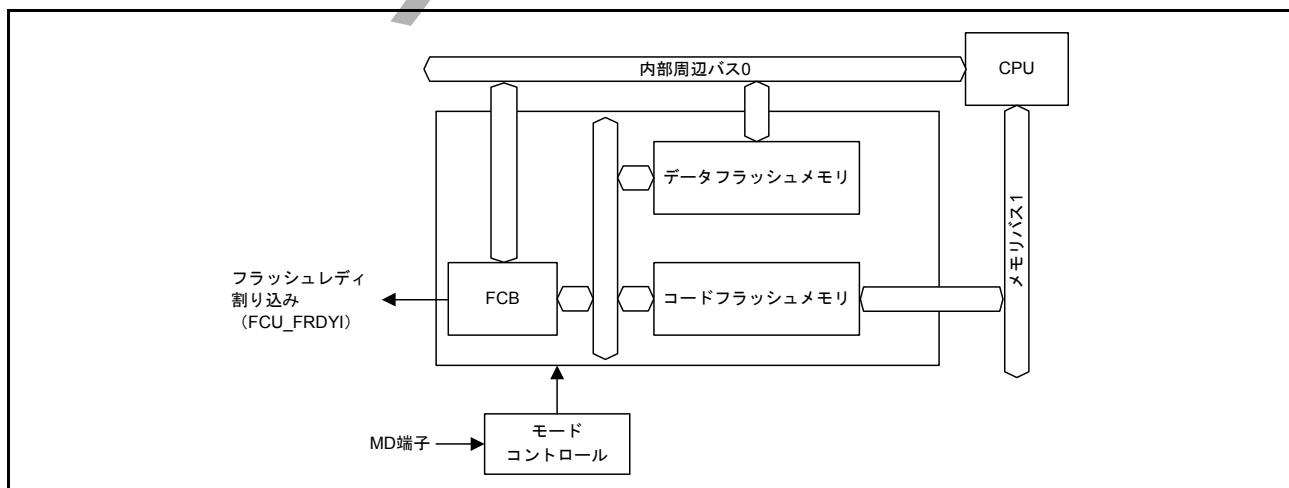 内部周辺バス0
CPU
データフラッシュメモリ
メモリバス1
フラッシュレディ
割り込み
（FCU_FRDYI）
FCB
コードフラッシュメモリ
MD端子
モード
コントロール